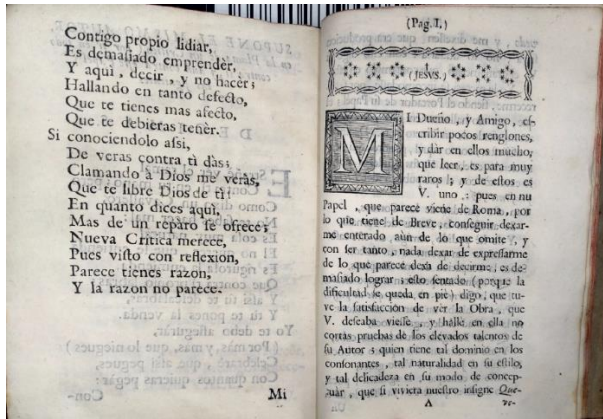 Contigo propio lidiar,
Es demasiado emprender,
Y aqui, decir, y no hacer;
Hallando en tanto defecto,
Que te tienes mas afecto,
Que te debieras tener.
Si conociendolo assi,
De veras contra ti dàs;
Clamando à Dios me veràs,
Que te libre Dios de ti:
En quanto dices aqui,
Mas de un reparo se ofrece;
Nueva Critica merece,
Pues visto con reflexion,
Parece tienes razon,
Y la razon no parece.
Mi
(Pag. I.)
(JESVS.)
MI Dueño, y Amigo, es-
cribir pocos renglones,
y dar en ellos mucho,
que leer, es para muy
raros; y de estos es
V. uno: pues en su
Papel, que parece viene de Roma, por
lo que tiene de Breve, conseguir dexar-
me enterado aun de lo que omite, y
con ser tanto, nada dexar de expressarme
de lo que parece dexa de decirme, es de-
masiado lograr; esto sentado (porque la
dificultad se queda en pie) digo, que tu-
ve la satisfaccion de ver la Obra, que
V. deseaba viesse, y hallè en ella no
cortas pruebas de los elevados talentos de
su Autor; quien tiene tal dominio en los
consonantes, tal naturalidad en su estilo,
y tal delicadeza en su modo de concep-
tuar, que si viviera nuestro insigne Que-
A